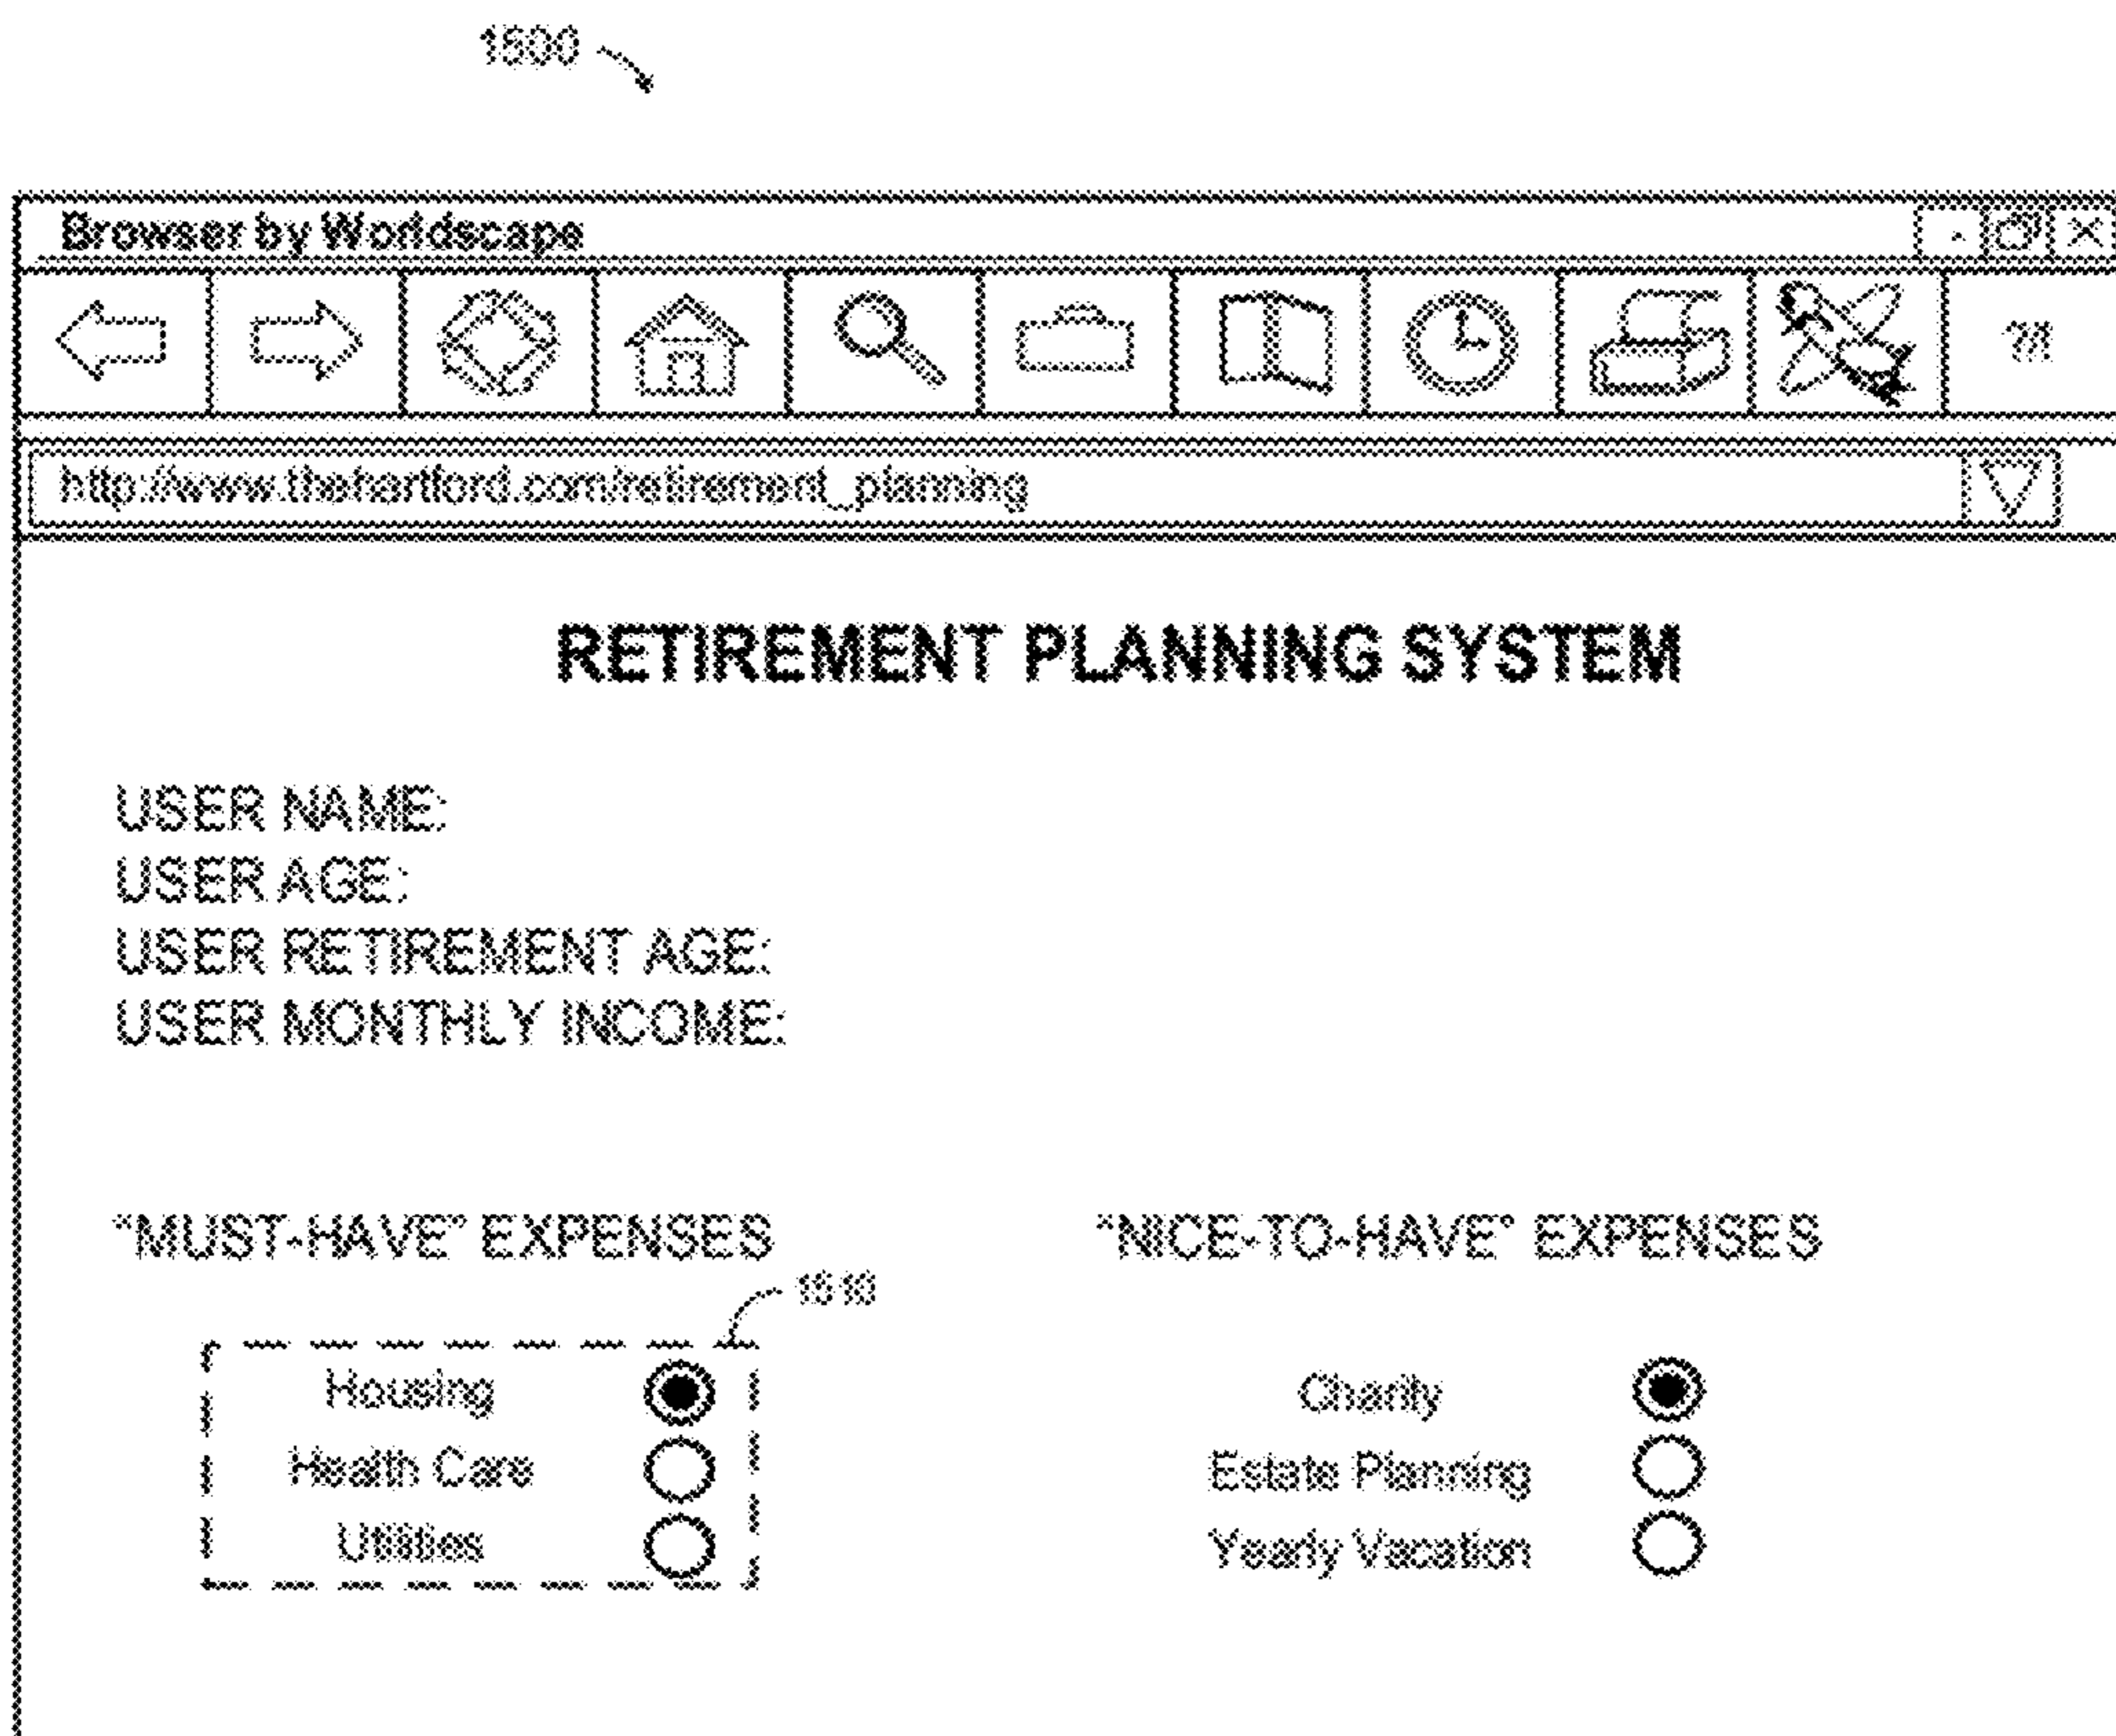 1500
Browser by Worldscape
http://www.thehartford.com/retirement_planning
RETIREMENT PLANNING SYSTEM
USER NAME:
USER AGE:
USER RETIREMENT AGE:
USER MONTHLY INCOME:
"MUST-HAVE" EXPENSES "NICE-TO-HAVE" EXPENSES
1510
Housing Charity
Health Care Estate Planning
Utilities Yearly Vacation